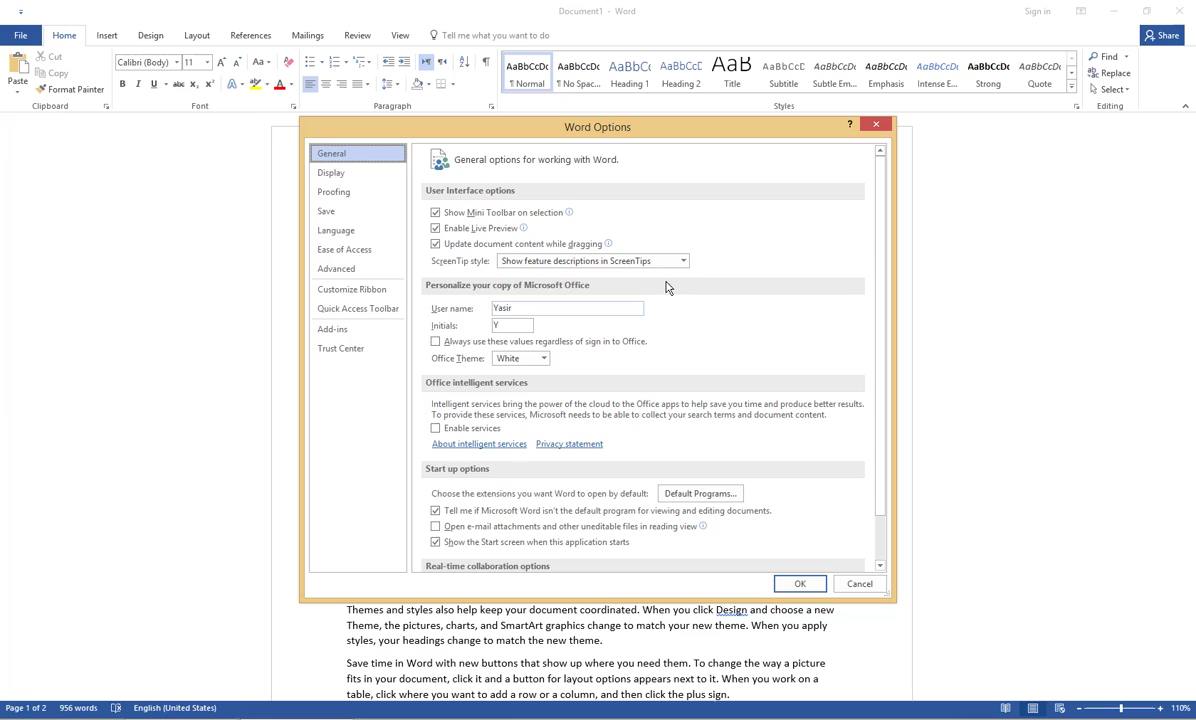 Document1 - Word
Sign in
File Home Insert Design Layout References Mailings Review View Tell me what you want to do Share
Paste Cut Copy Format Painter
Clipboard
Calibri (Body) 11 Aa
B I U abc x₂ x² A A
Font
Paragraph
AaBbCcDc AaBbCcDc AaBbCc AaBbCcC AaB AaBbCcC AaBbCcDc AaBbCcDc AaBbCcDc AaBbCcDc AaBbCcDc
¶ Normal ¶ No Spac... Heading 1 Heading 2 Title Subtitle Subtle Em... Emphasis Intense E... Strong Quote
Styles
Find
Replace
Select
Editing
Word Options
?
General
Display
Proofing
Save
Language
Ease of Access
Advanced
Customize Ribbon
Quick Access Toolbar
Add-ins
Trust Center
General options for working with Word.
User Interface options
Show Mini Toolbar on selection
Enable Live Preview
Update document content while dragging
ScreenTip style: Show feature descriptions in ScreenTips
Personalize your copy of Microsoft Office
User name: Yasir
Initials: Y
Always use these values regardless of sign in to Office.
Office Theme: White
Office intelligent services
Intelligent services bring the power of the cloud to the Office apps to help save you time and produce better results.
To provide these services, Microsoft needs to be able to collect your search terms and document content.
Enable services
About intelligent services Privacy statement
Start up options
Choose the extensions you want Word to open by default: Default Programs...
Tell me if Microsoft Word isn't the default program for viewing and editing documents.
Open e-mail attachments and other uneditable files in reading view
Show the Start screen when this application starts
Real-time collaboration options
OK Cancel
Themes and styles also help keep your document coordinated. When you click Design and choose a new
Theme, the pictures, charts, and SmartArt graphics change to match your new theme. When you apply
styles, your headings change to match the new theme.
Save time in Word with new buttons that show up where you need them. To change the way a picture
fits in your document, click it and a button for layout options appears next to it. When you work on a
table, click where you want to add a row or a column, and then click the plus sign.
Page 1 of 2 956 words English (United States) 110%